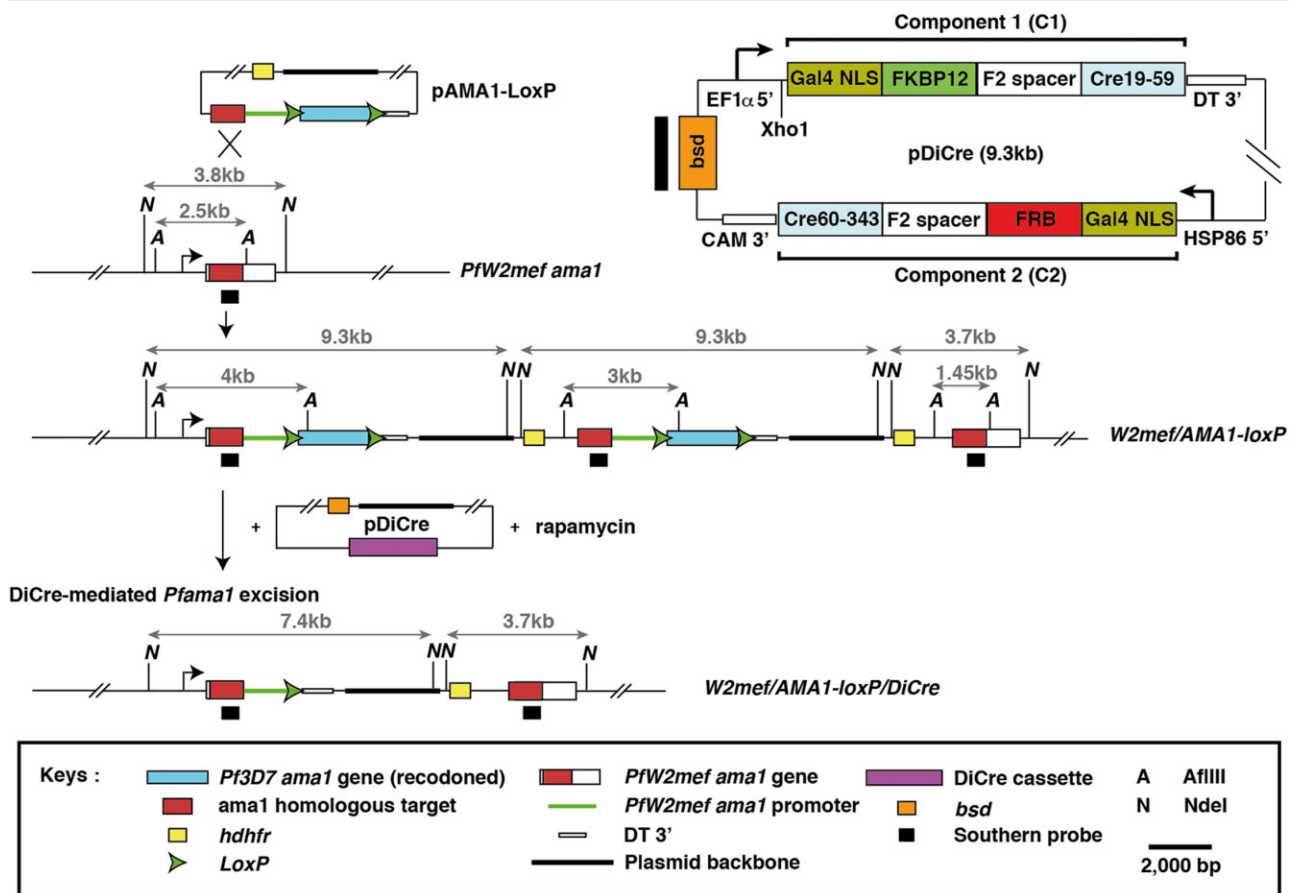 pAMA1-LoxP
3.8kb
N
N
2.5kb
A
A
PfW2mef ama1
Component 1 (C1)
Gal4 NLS FKBP12 F2 spacer Cre19-59
EF1α 5’
DT 3’
Xho1
bsd
pDiCre (9.3kb)
Cre60-343 F2 spacer FRB Gal4 NLS
CAM 3’
HSP86 5’
Component 2 (C2)
9.3kb
9.3kb
3.7kb
N
NN
NN
N
4kb
3kb
1.45kb
A
A
A
A
A
A
W2mef/AMA1-loxP
+ pDiCre + rapamycin
DiCre-mediated Pfama1 excision
7.4kb
3.7kb
N
NN
N
W2mef/AMA1-loxP/DiCre
Keys :
Pf3D7 ama1 gene (recodoned)
PfW2mef ama1 gene
DiCre cassette
A AflIII
ama1 homologous target
PfW2mef ama1 promoter
bsd
N NdeI
hdhfr
DT 3’
Southern probe
LoxP
Plasmid backbone
2,000 bp